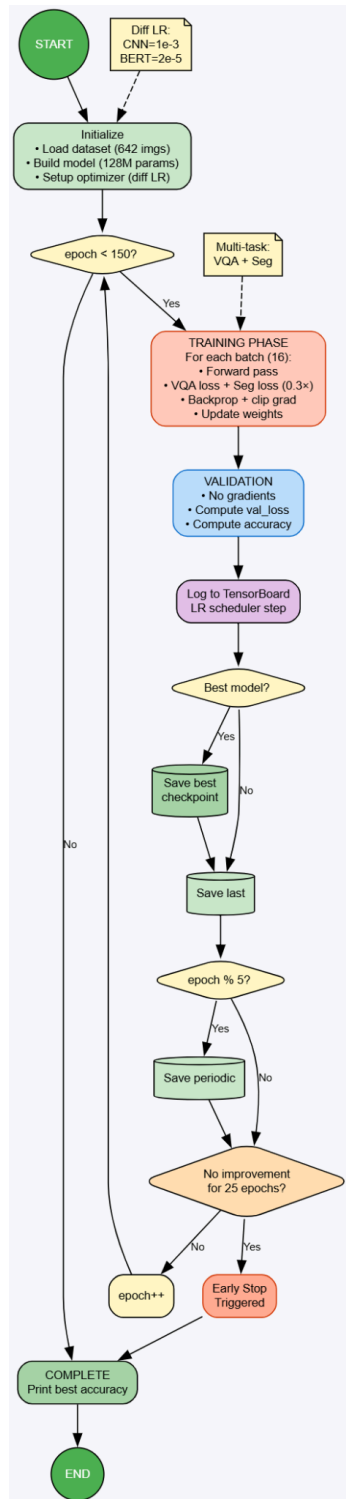 START
Diff LR:
CNN=1e-3
BERT=2e-5
Initialize
• Load dataset (642 imgs)
• Build model (128M params)
• Setup optimizer (diff LR)
epoch < 150?
Multi-task:
VQA + Seg
Yes
TRAINING PHASE
For each batch (16):
• Forward pass
• VQA loss + Seg loss (0.3×)
• Backprop + clip grad
• Update weights
VALIDATION
• No gradients
• Compute val_loss
• Compute accuracy
Log to TensorBoard
LR scheduler step
Best model?
Yes
Save best
checkpoint
No
No
Save last
epoch % 5?
Yes
Save periodic
No
No improvement
for 25 epochs?
No
Yes
epoch++
Early Stop
Triggered
COMPLETE
Print best accuracy
END